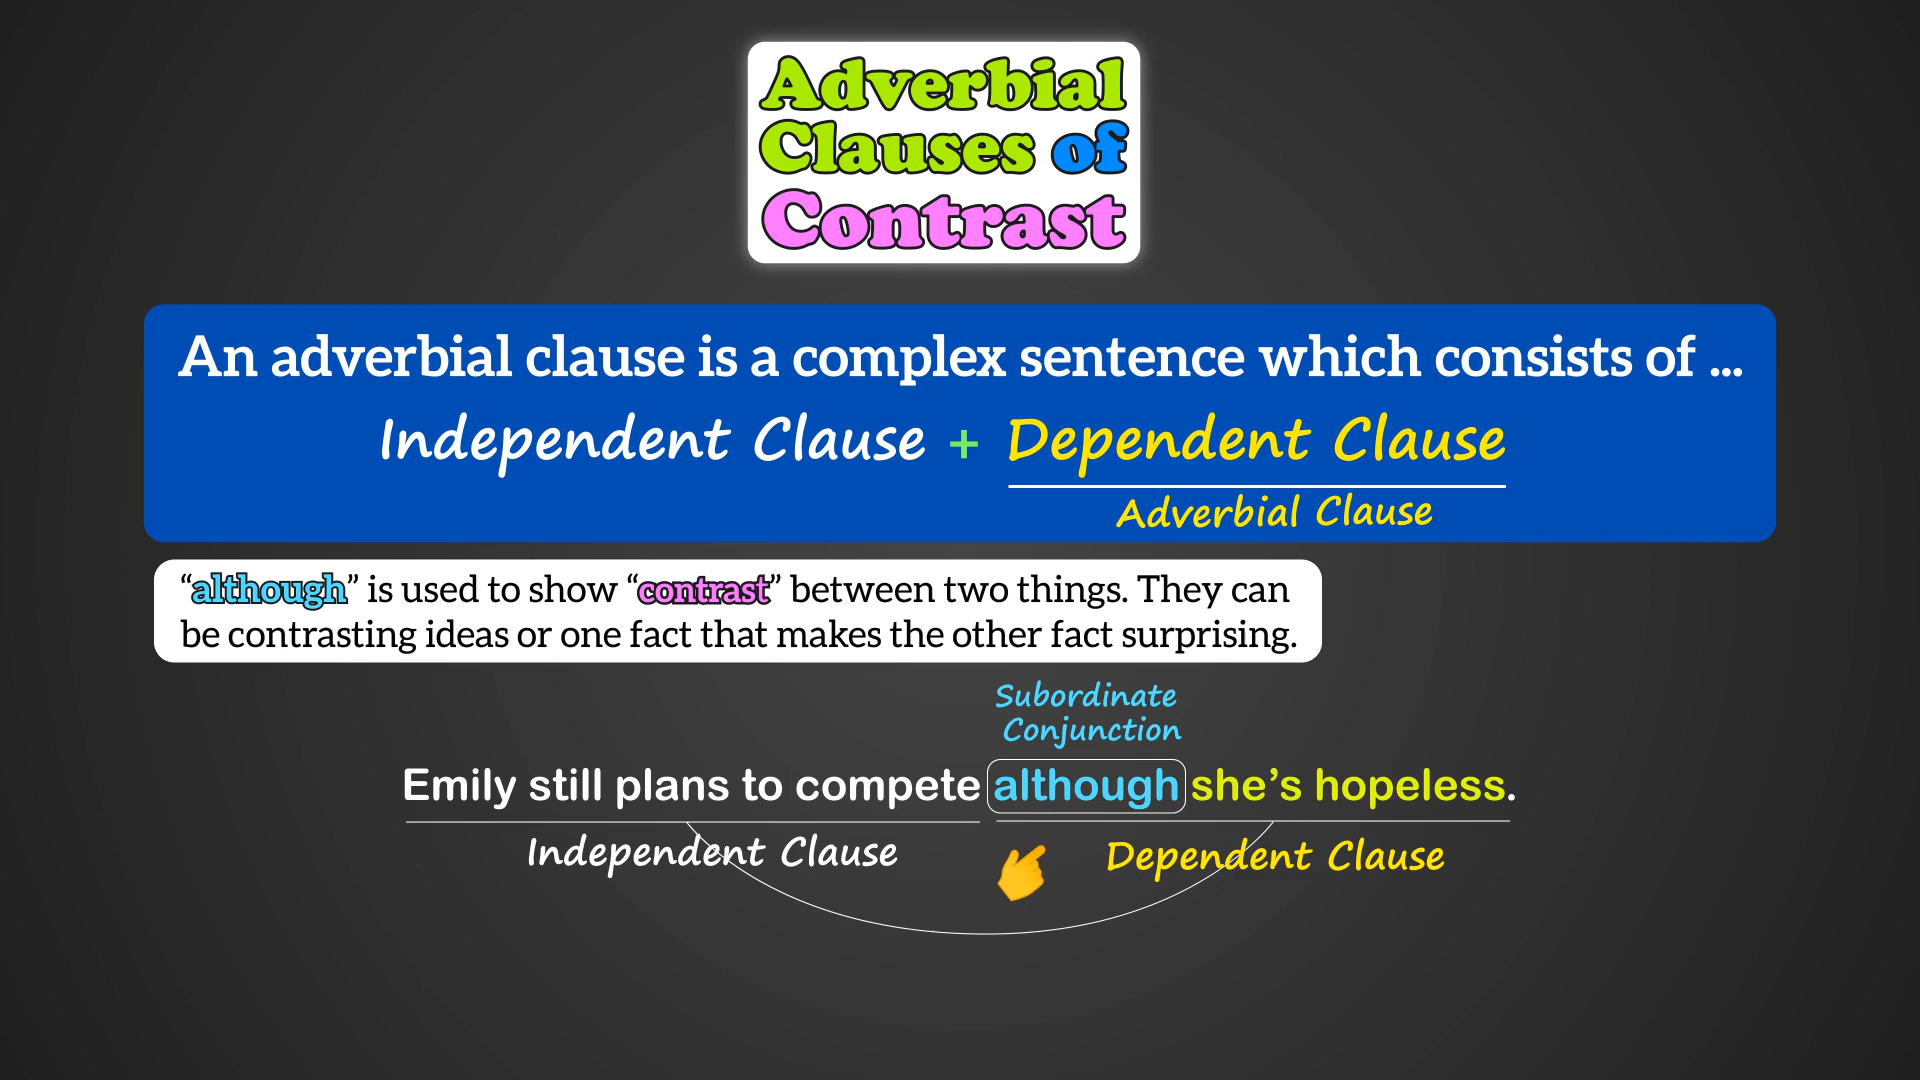 Adverbial
Clauses of
Contrast
An adverbial clause is a complex sentence which consists of ...
Independent Clause + Dependent Clause
Adverbial Clause
“although” is used to show “contrast” between two things. They can
be contrasting ideas or one fact that makes the other fact surprising.
Subordinate
Conjunction
Emily still plans to compete although she’s hopeless.
Independent Clause
Dependent Clause